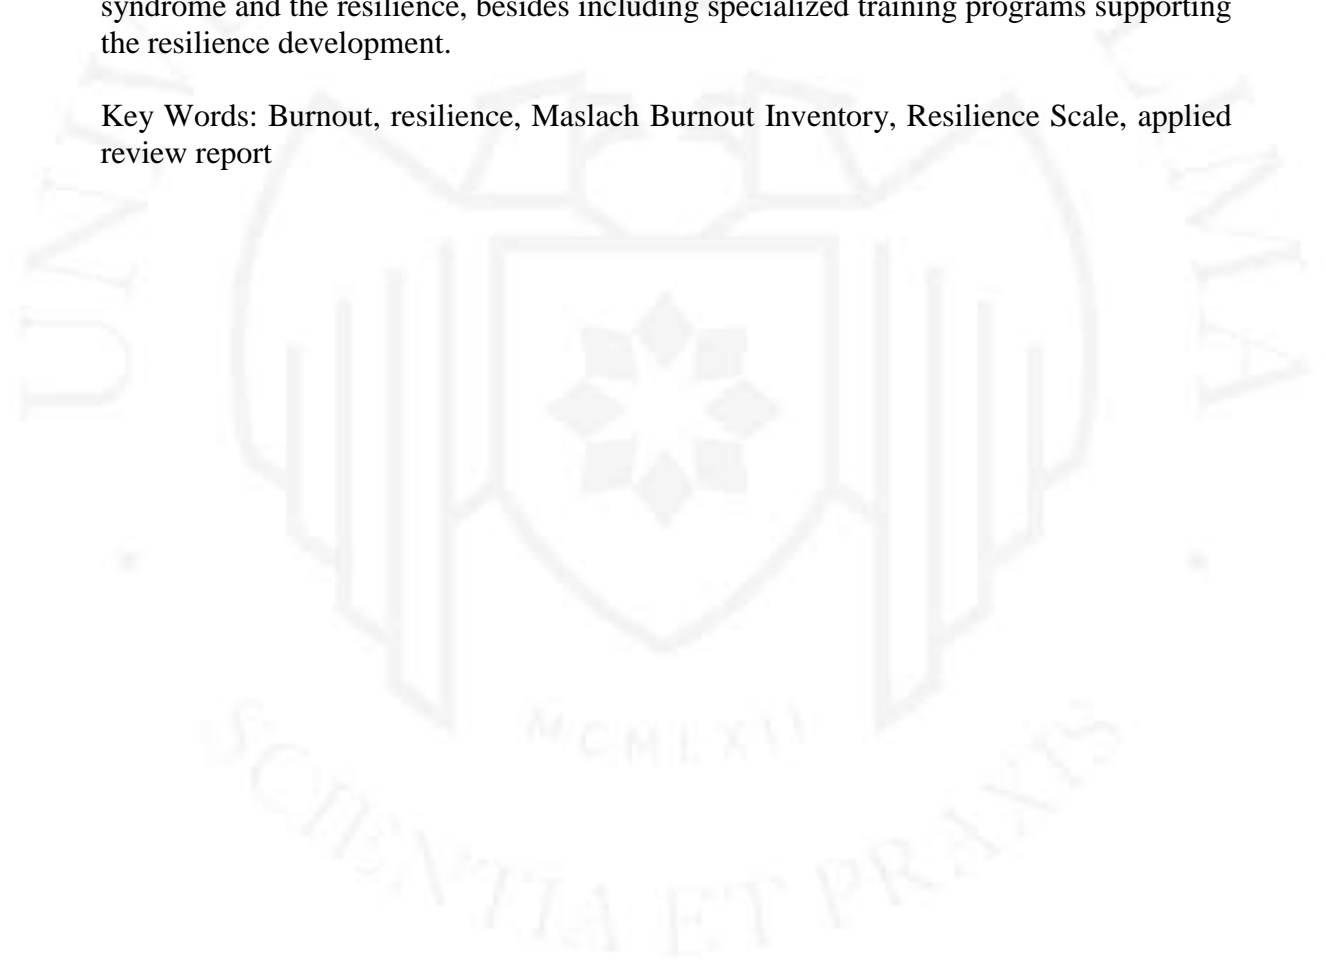 syndrome and the resilience, besides including specialized training programs supporting
the resilience development.
Key Words: Burnout, resilience, Maslach Burnout Inventory, Resilience Scale, applied
review report
MCMLXII
SCIENTIA ET PRAXIS